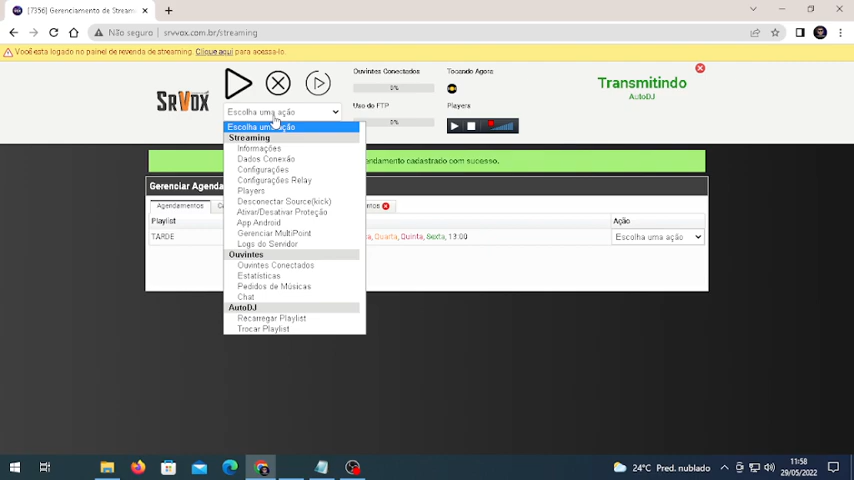 [7356] Gerenciamento de Stream
Não seguro | srvvox.com.br/streaming
Você esta logado no painel de revenda de streaming. Clique aqui para acessa-lo.
SRVOX
Escolha uma ação
Ouvintes Conectados
0%
Uso do FTP
0%
Tocando Agora
Players
Transmitindo
AutoDJ
Escolha uma ação
Streaming
Informações
Dados Conexão
Configurações
Configurações Relay
Players
Desconectar Source(kick)
Ativar/Desativar Proteção
App Android
Gerenciar MultiPoint
Logs do Servidor
Ouvintes
Ouvintes Conectados
Estatísticas
Pedidos de Músicas
Chat
AutoDJ
Recarregar Playlist
Trocar Playlist
cadastrado com sucesso.
Gerenciar Agenda
Agendamentos
Playlist
Ação
TARDE
Quarta, Quinta, Sexta, 13:00
Escolha uma ação
24°C Pred. nublado
11:58
29/05/2022